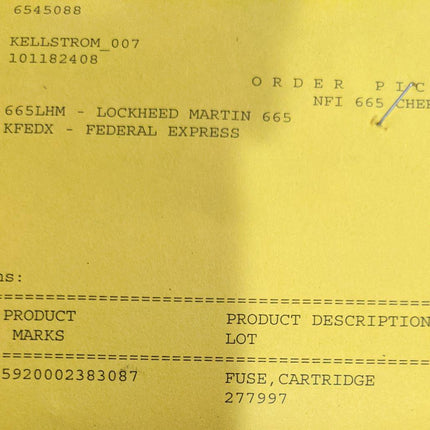 6545088
KELLSTROM_007
101182408
ORDER PIC
NFI 665 CHE
665LHM - LOCKHEED MARTIN 665
KFEDX - FEDERAL EXPRESS
ns:
================================================
PRODUCT PRODUCT DESCRIPTION
MARKS LOT
================================================
5920002383087 FUSE,CARTRIDGE
277997